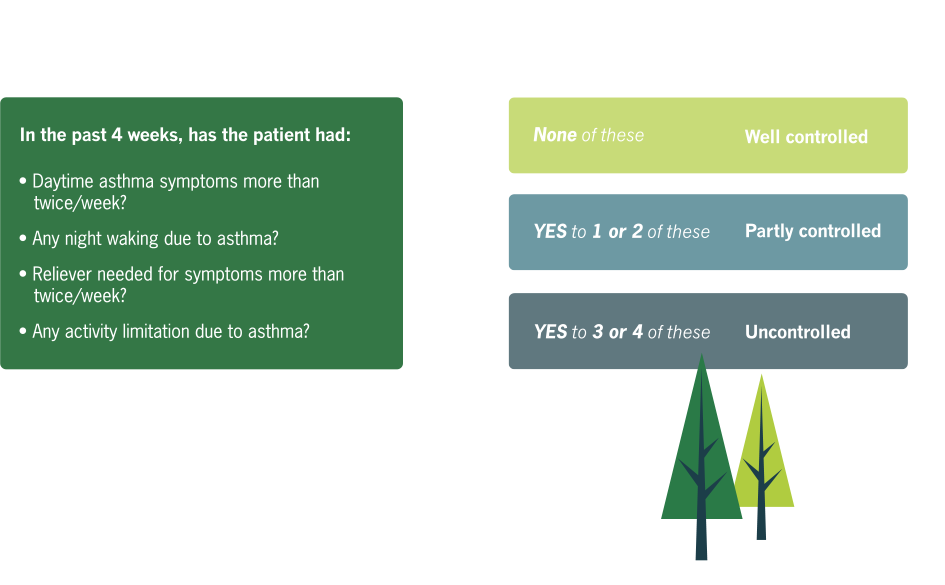 In the past 4 weeks, has the patient had:
• Daytime asthma symptoms more than
twice/week?
• Any night waking due to asthma?
• Reliever needed for symptoms more than
twice/week?
• Any activity limitation due to asthma?
None of these Well controlled
YES to 1 or 2 of these Partly controlled
YES to 3 or 4 of these Uncontrolled